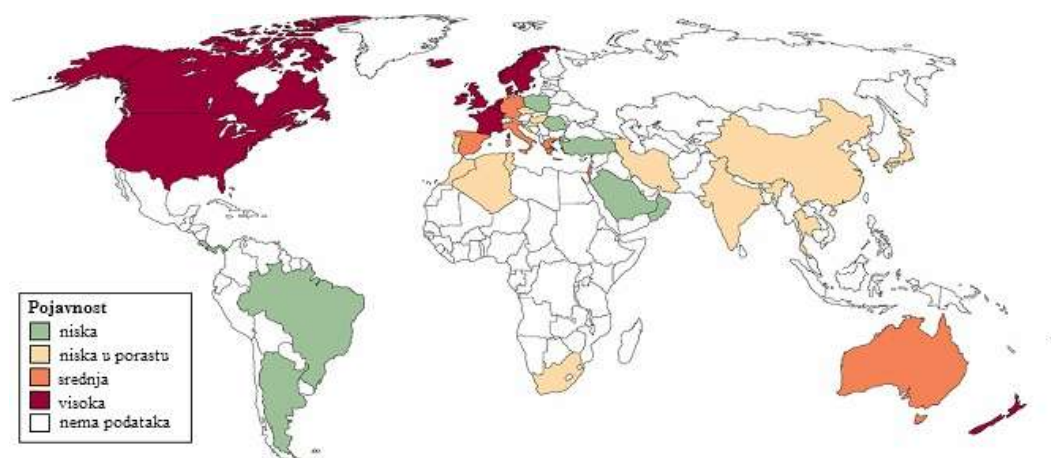 Pojavnost
niska
niska u porastu
srednja
visoka
nema podataka